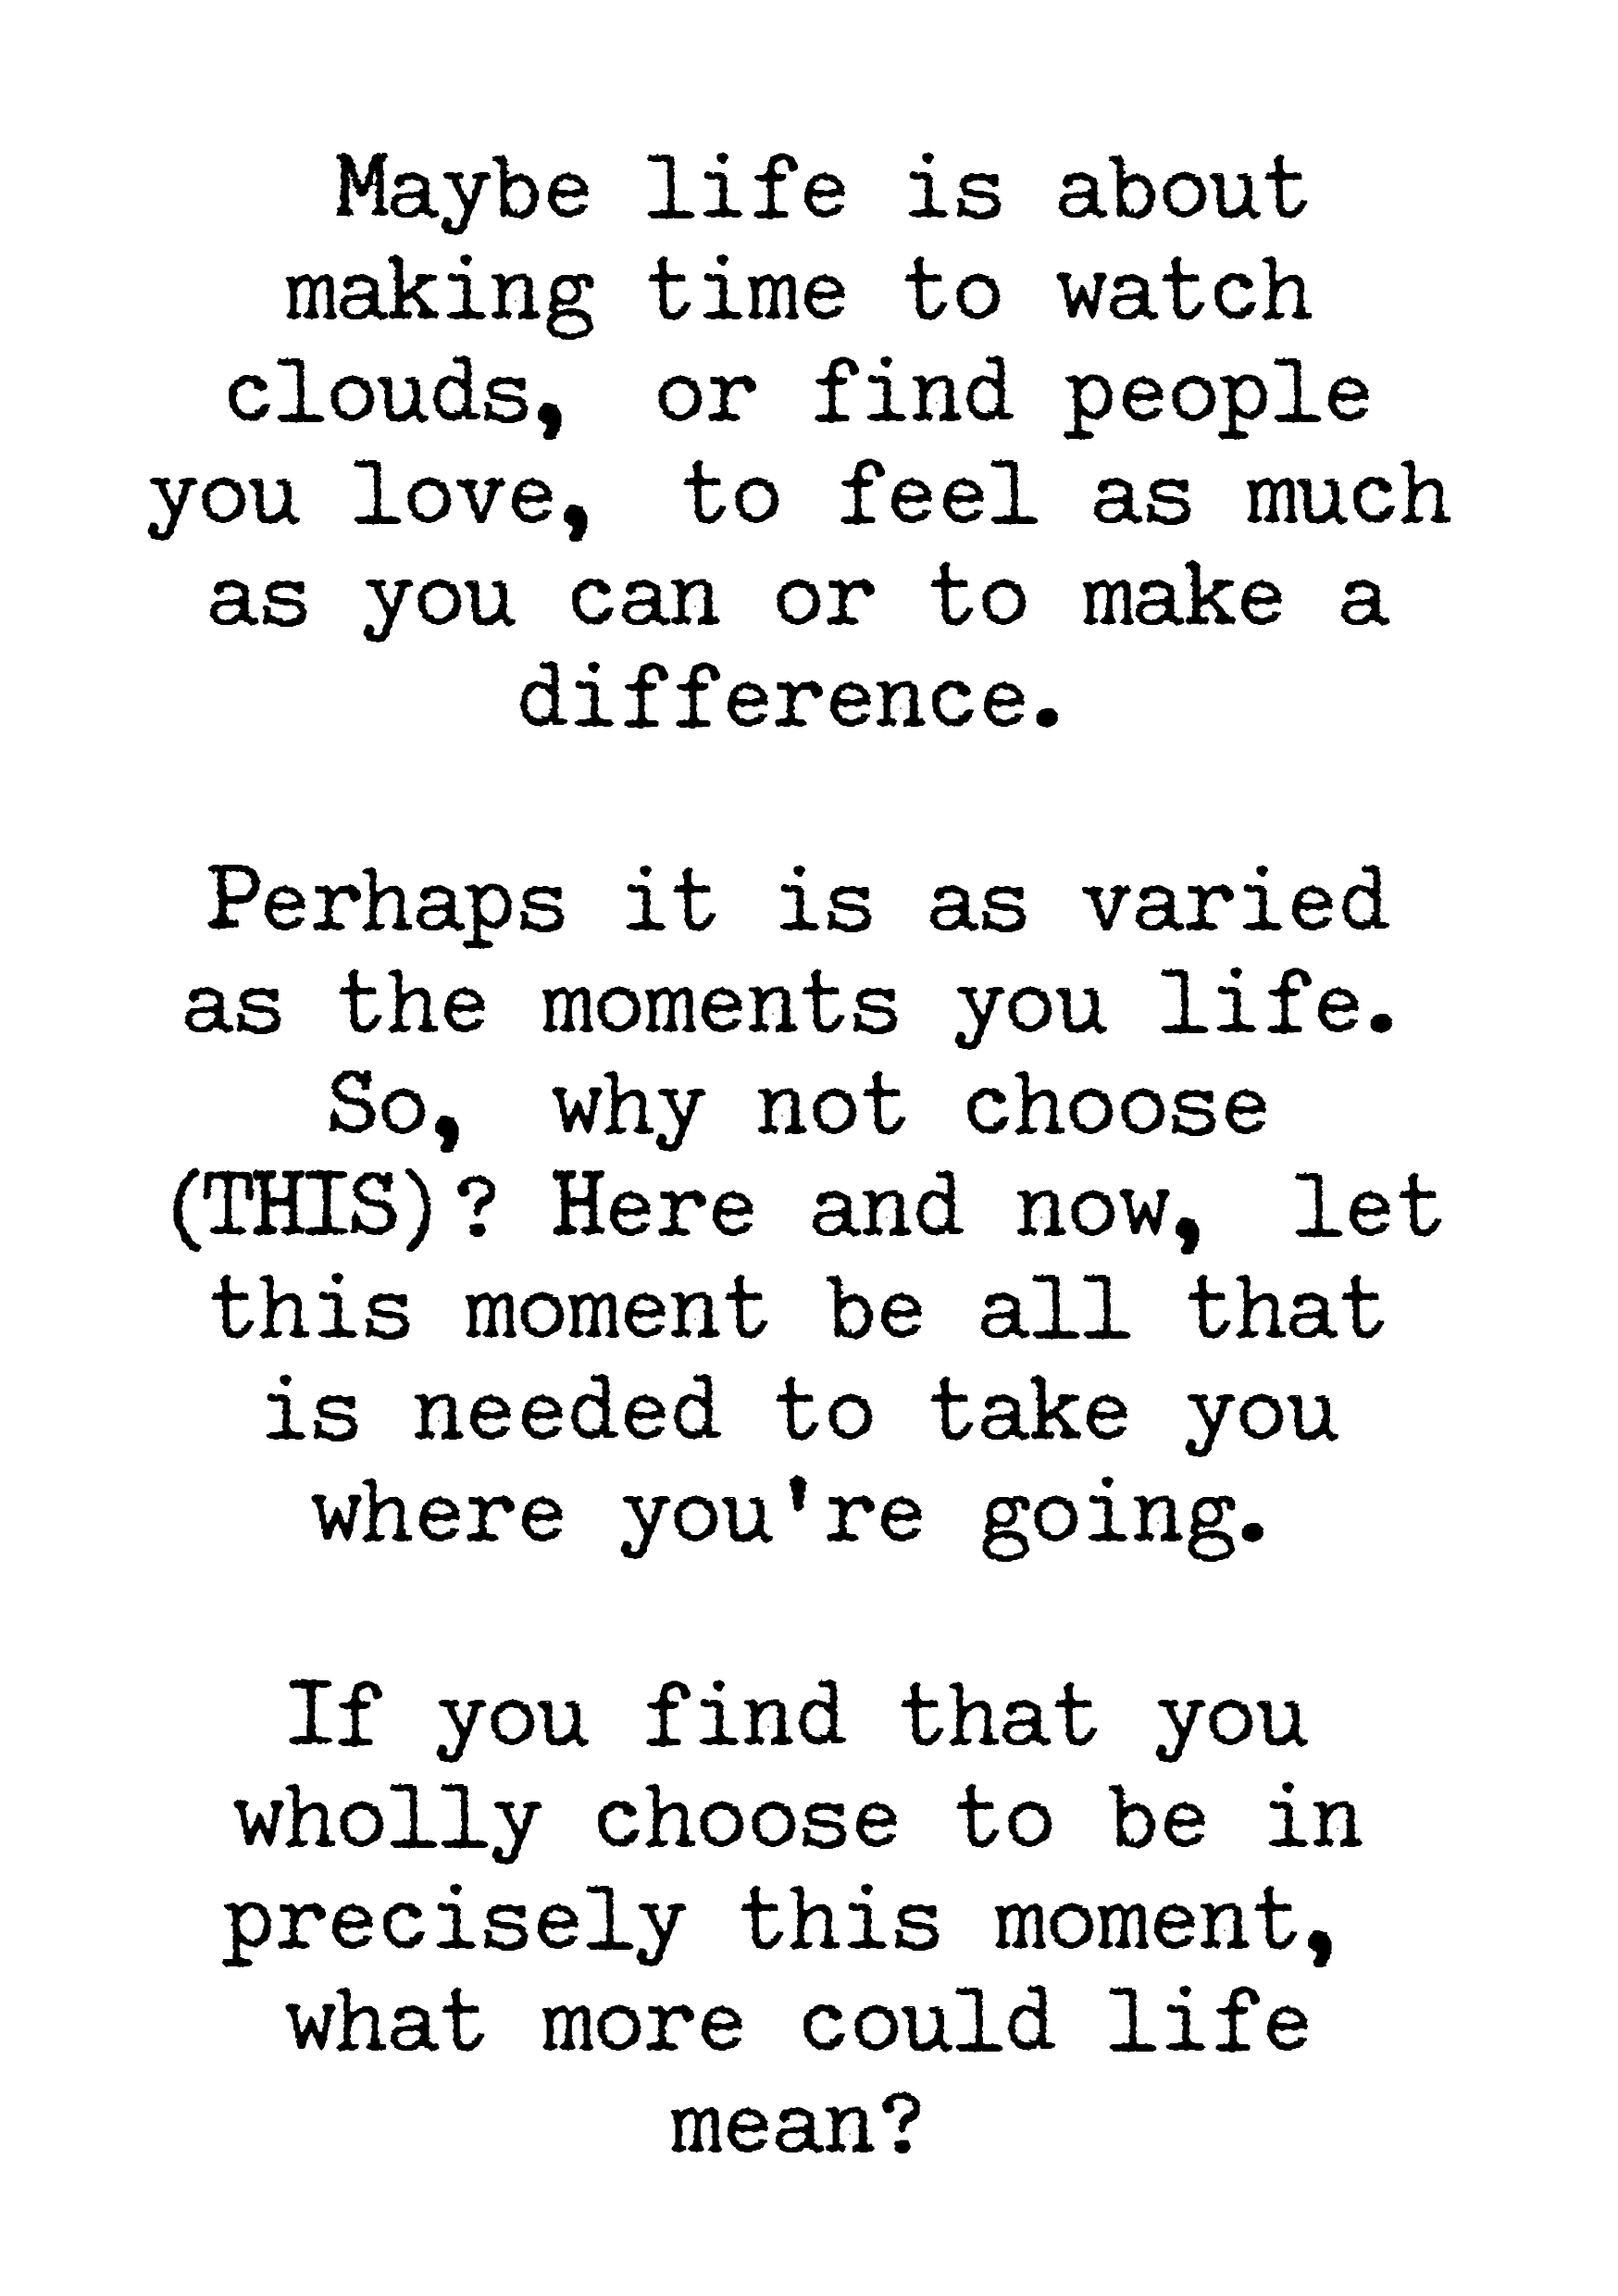 Maybe life is about
making time to watch
clouds, or find people
you love, to feel as much
as you can or to make a
difference.
Perhaps it is as varied
as the moments you life.
So, why not choose
(THIS)? Here and now, let
this moment be all that
is needed to take you
where you're going.
If you find that you
wholly choose to be in
precisely this moment,
what more could life
mean?